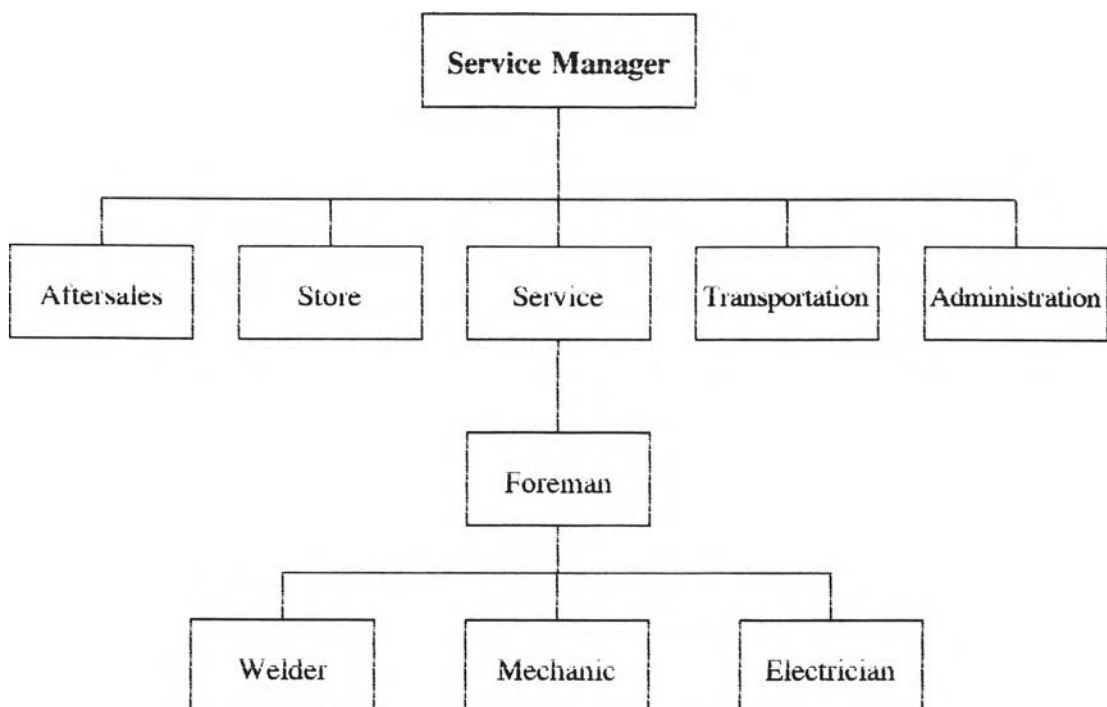 Service Manager
Aftersales
Store
Service
Transportation
Administration
Foreman
Welder
Mechanic
Electrician